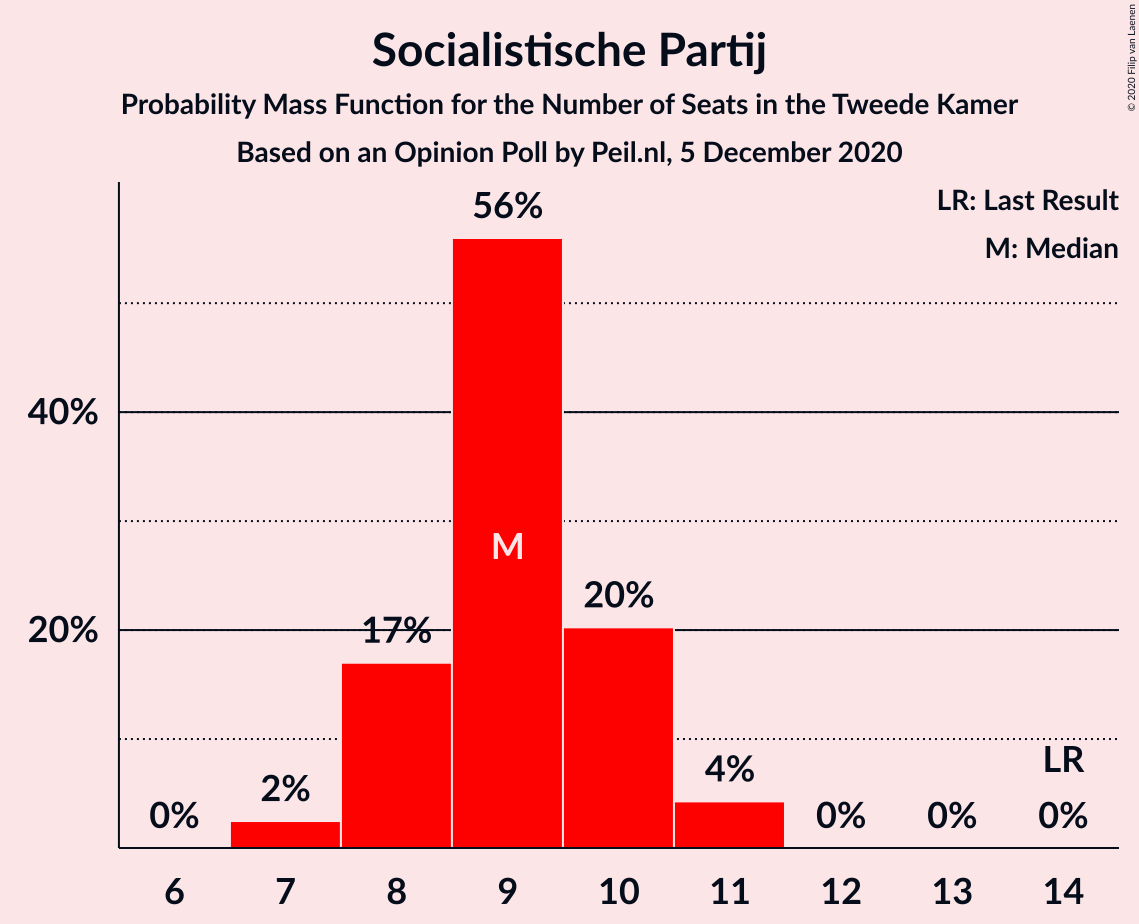 Socialistische Partij
Probability Mass Function for the Number of Seats in the Tweede Kamer
Based on an Opinion Poll by Peil.nl, 5 December 2020
© 2020 Filip van Laenen
LR: Last Result
M: Median
56%
40%
M
20%
20%
17%
LR
4%
2%
0%
0%
0%
0%
6 7 8 9 10 11 12 13 14